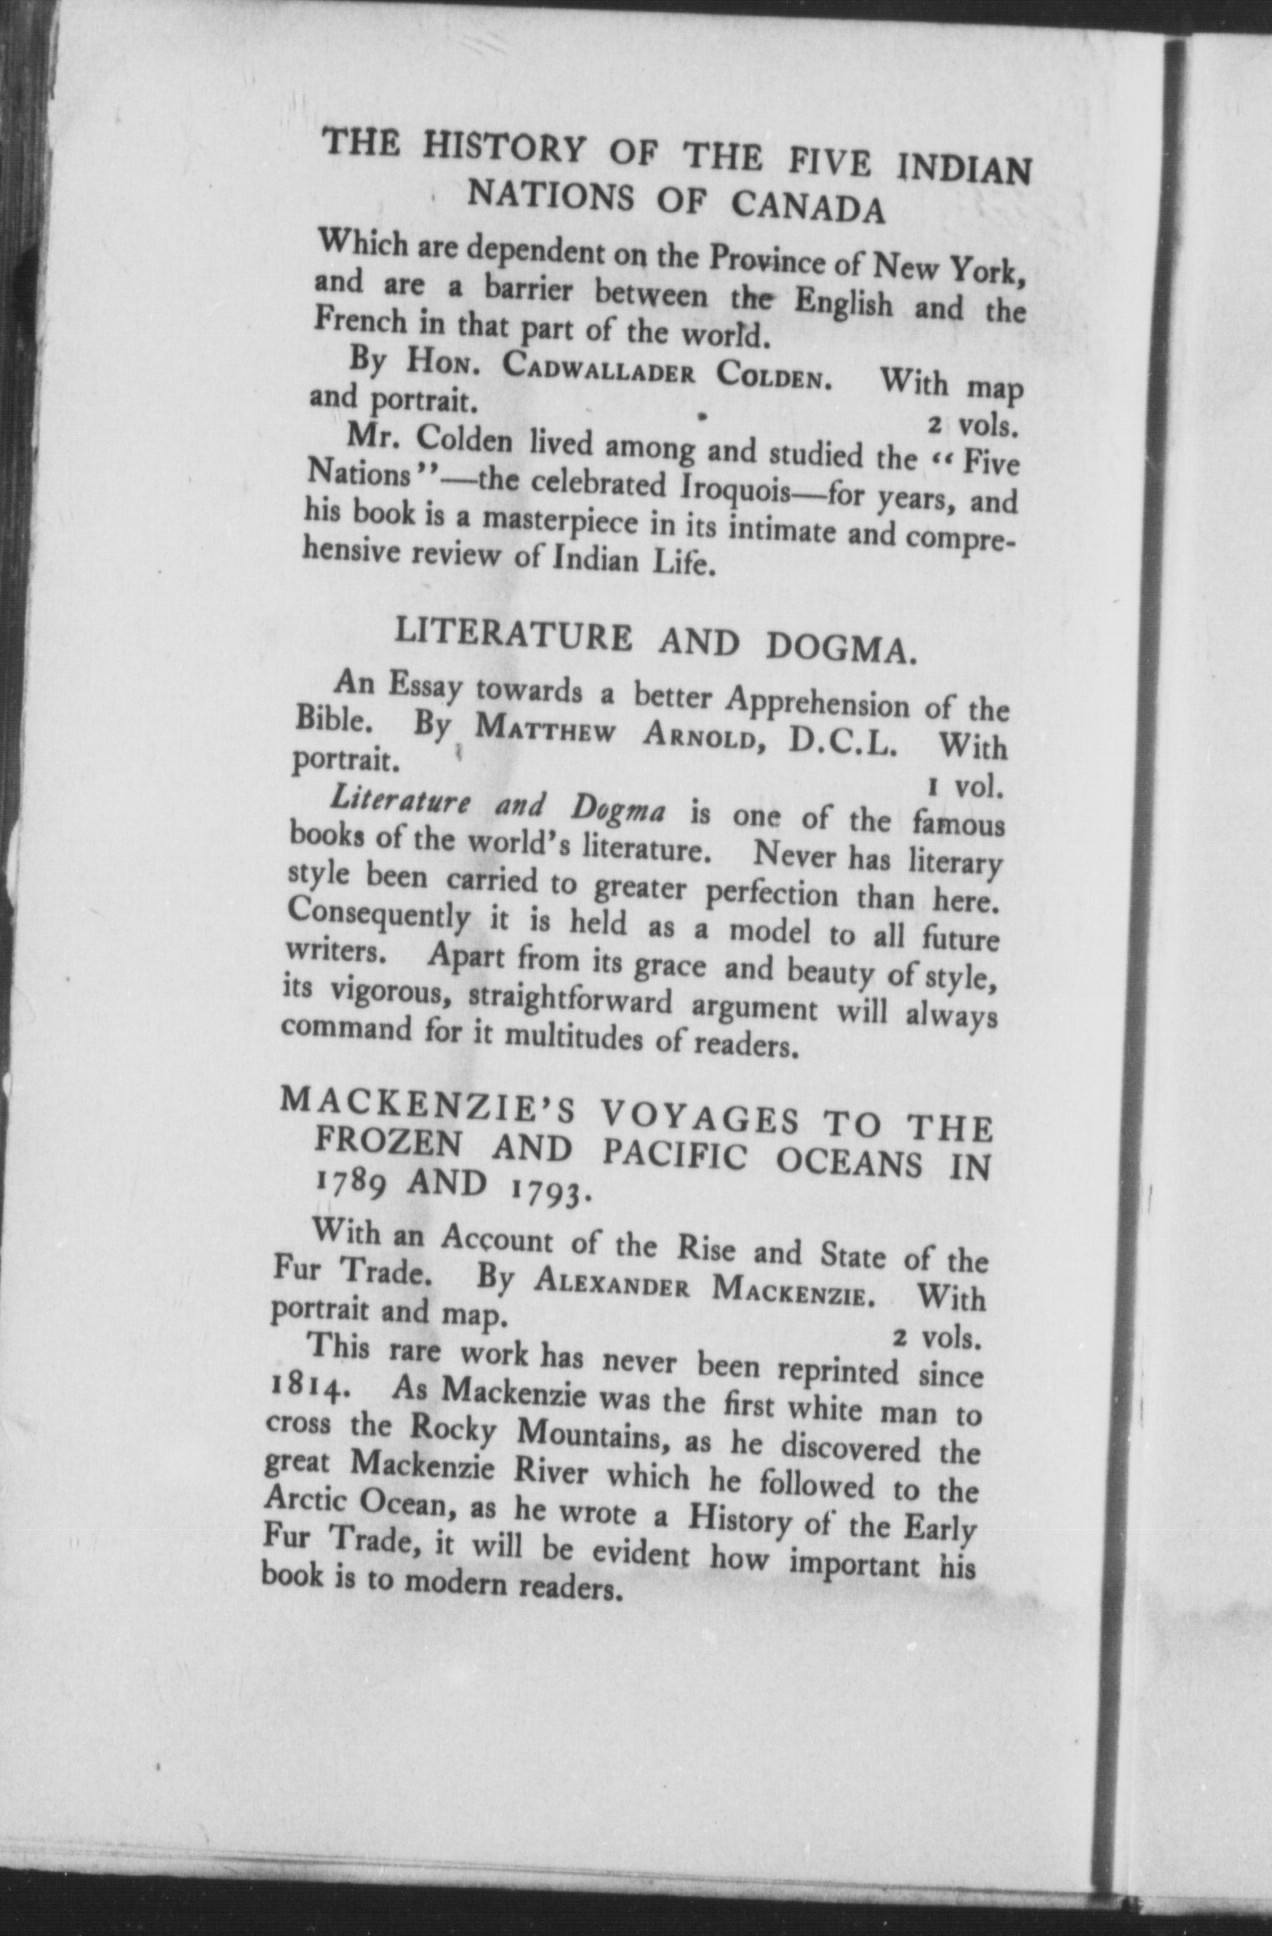 THE HISTORY OF THE FIVE INDIAN
NATIONS OF CANADA
Which are dependent on the Province of New York,
and are a barrier between the English and the
French in that part of the world.
By HON. CADWALLADER COLDEN. With map
and portrait. 2 vols.
Mr. Colden lived among and studied the "Five
Nations"—the celebrated Iroquois—for years, and
his book is a masterpiece in its intimate and compre-
hensive review of Indian Life.
LITERATURE AND DOGMA.
An Essay towards a better Apprehension of the
Bible. By MATTHEW ARNOLD, D.C.L. With
portrait. 1 vol.
Literature and Dogma is one of the famous
books of the world's literature. Never has literary
style been carried to greater perfection than here.
Consequently it is held as a model to all future
writers. Apart from its grace and beauty of style,
its vigorous, straightforward argument will always
command for it multitudes of readers.
MACKENZIE'S VOYAGES TO THE
FROZEN AND PACIFIC OCEANS IN
1789 AND 1793.
With an Account of the Rise and State of the
Fur Trade. By ALEXANDER MACKENZIE. With
portrait and map. 2 vols.
This rare work has never been reprinted since
1814. As Mackenzie was the first white man to
cross the Rocky Mountains, as he discovered the
great Mackenzie River which he followed to the
Arctic Ocean, as he wrote a History of the Early
Fur Trade, it will be evident how important his
book is to modern readers.